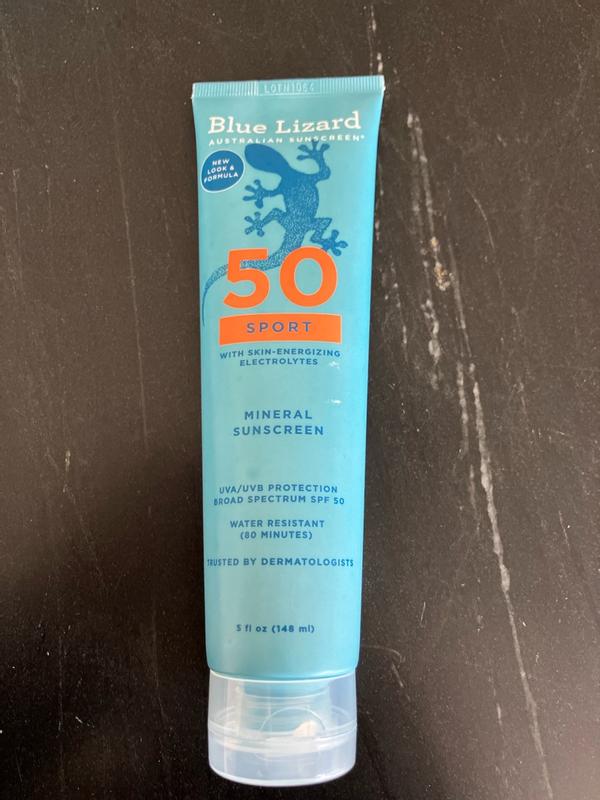 Blue Lizard
AUSTRALIAN SUNSCREEN®
NEW
LOOK &
FORMULA
50
SPORT
WITH SKIN-ENERGIZING
ELECTROLYTES
MINERAL
SUNSCREEN
UVA/UVB PROTECTION
BROAD SPECTRUM SPF 50
WATER RESISTANT
(80 MINUTES)
TRUSTED BY DERMATOLOGISTS
5 fl oz (148 ml)